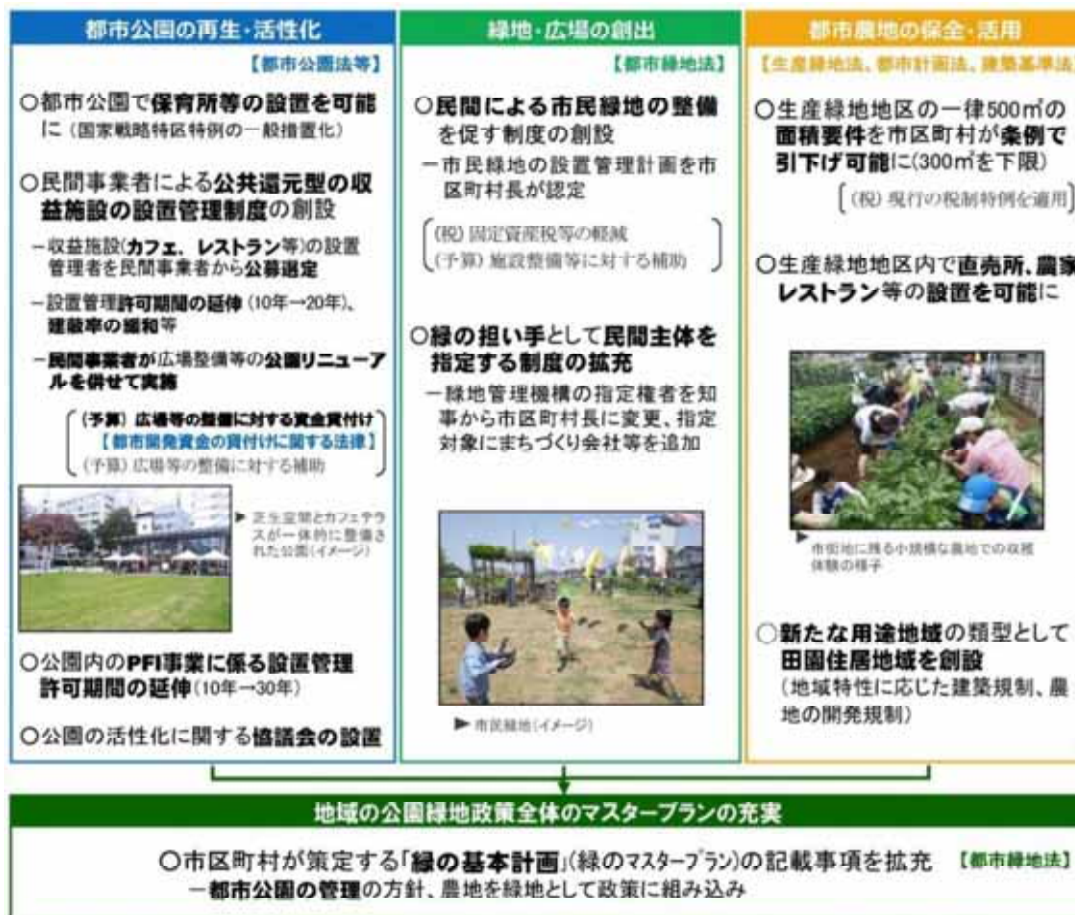 都市公園の再生・活性化
【都市公園法等】
○都市公園で保育所等の設置を可能
に（国家戦略特区特例の一般措置化）
○民間事業者による公共還元型の収
益施設の設置管理制度の創設
－収益施設(カフェ、レストラン等)の設置
管理者を民間事業者から公募選定
－設置管理許可期間の延伸（10年→20年）、
建蔽率の緩和等
－民間事業者が広場整備等の公園リニューア
ルを併せて実施
(予算) 広場等の整備に対する資金貸付け
【都市開発資金の貸付けに関する法律】
(予算) 広場等の整備に対する補助
▶ 芝生空間とカフェテラ
スが一体的に整備さ
れた公園(イメージ)
○公園内のPFI事業に係る設置管理
許可期間の延伸(10年→30年)
○公園の活性化に関する協議会の設置
緑地・広場の創出
【都市緑地法】
○民間による市民緑地の整備
を促す制度の創設
－市民緑地の設置管理計画を市
区町村長が認定
(税) 固定資産税等の軽減
(予算) 施設整備等に対する補助
○緑の担い手として民間主体を
指定する制度の拡充
－緑地管理機構の指定権者を知
事から市区町村長に変更、指定
対象にまちづくり会社等を追加
▶ 市民緑地(イメージ)
都市農地の保全・活用
【生産緑地法、都市計画法、建築基準法】
○生産緑地地区の一律500㎡の
面積要件を市区町村が条例で
引下げ可能に(300㎡を下限)
(税) 現行の税制特例を適用
○生産緑地地区内で直売所、農家
レストラン等の設置を可能に
▶ 市街地に残る小規模な農地での収穫
体験の様子
○新たな用途地域の類型として
田園住居地域を創設
(地域特性に応じた建築規制、農
地の開発規制)
地域の公園緑地政策全体のマスタープランの充実
○市区町村が策定する「緑の基本計画」(緑のマスタープラン)の記載事項を拡充 【都市緑地法】
－都市公園の管理の方針、農地を緑地として政策に組み込み